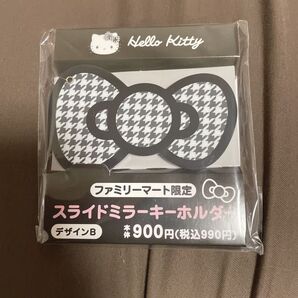 Hello Kitty
ファミリーマート限定
スライドミラーキーホルダー
デザインB
本体900円(税込990円)